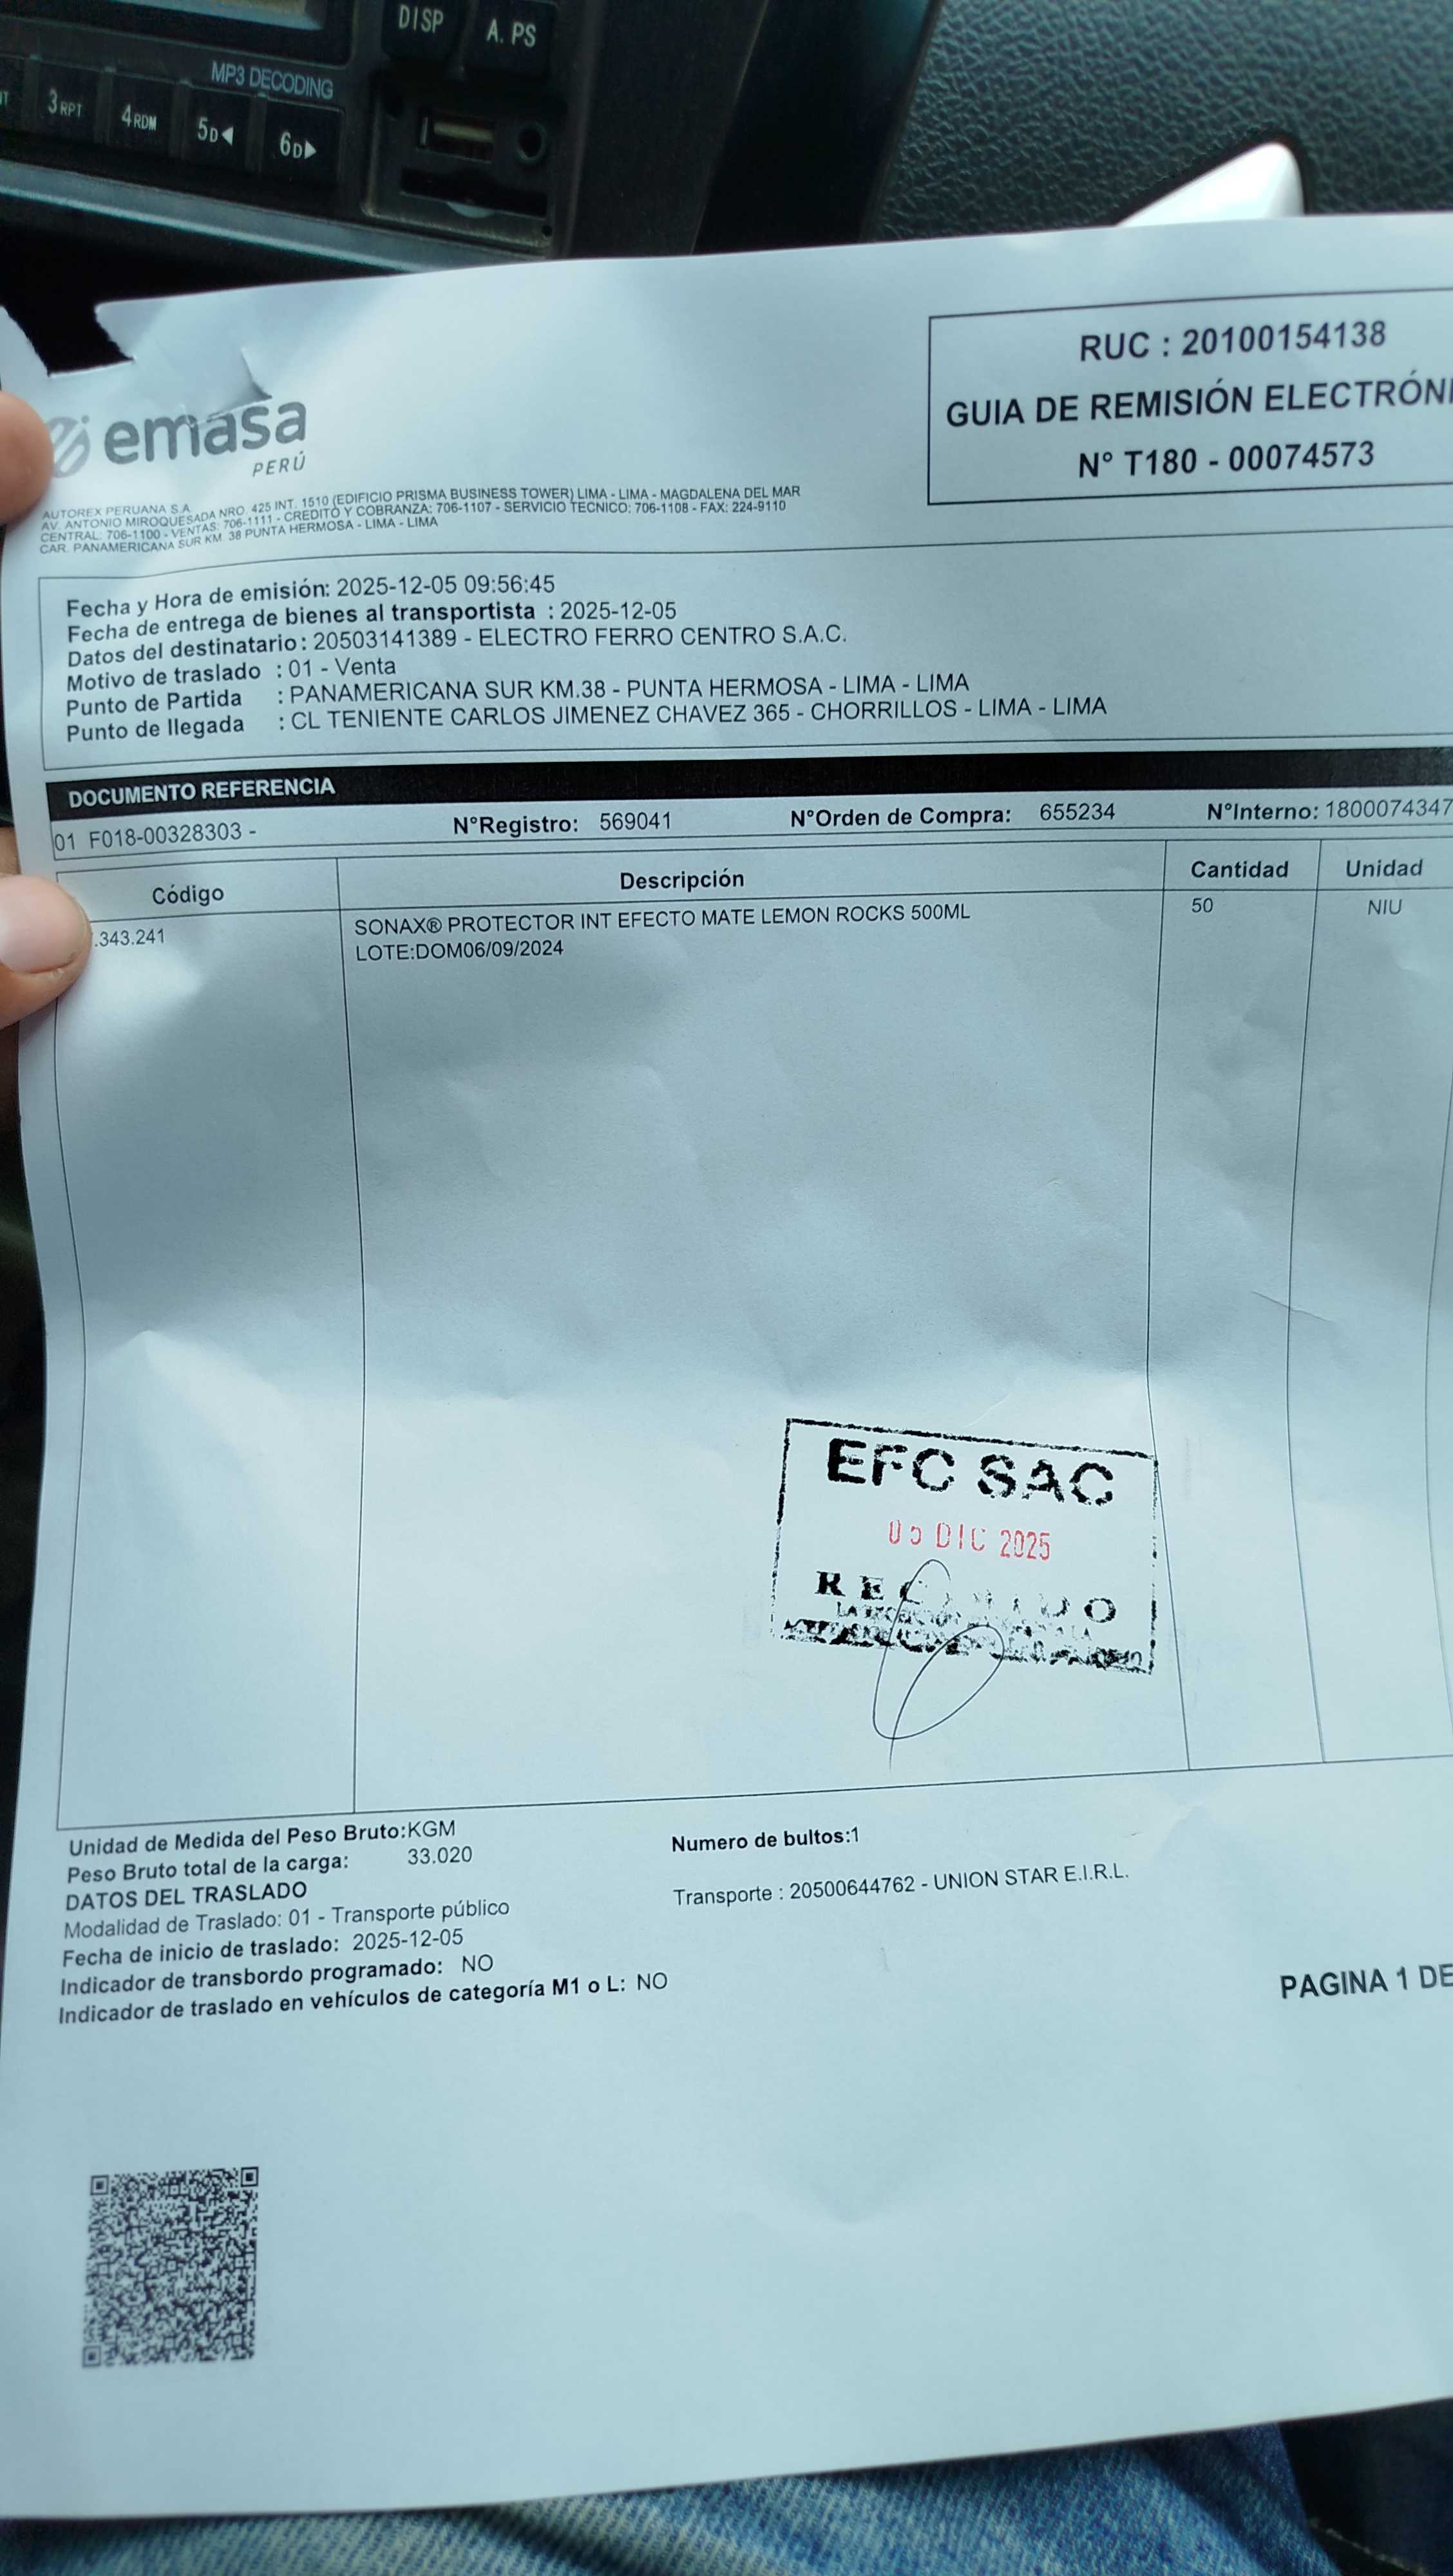 DISP
A.PS
MP3 DECODING
3RPT
4RDM
5D◀
6D▶
RUC : 20100154138
GUIA DE REMISIÓN ELECTRÓNI
N° T180 - 00074573
emasa
PERÚ
AUTOREX PERUANA S.A.
AV. ANTONIO MIROQUESADA NRO. 425 INT. 1510 (EDIFICIO PRISMA BUSINESS TOWER) LIMA - LIMA - MAGDALENA DEL MAR
CENTRAL: 706-1100 - VENTAS: 706-1111 - CREDITO Y COBRANZA: 706-1107 - SERVICIO TECNICO: 706-1108 - FAX: 224-9110
CAR. PANAMERICANA SUR KM. 38 PUNTA HERMOSA - LIMA - LIMA
Fecha y Hora de emisión: 2025-12-05 09:56:45
Fecha de entrega de bienes al transportista : 2025-12-05
Datos del destinatario : 20503141389 - ELECTRO FERRO CENTRO S.A.C.
Motivo de traslado : 01 - Venta
Punto de Partida : PANAMERICANA SUR KM.38 - PUNTA HERMOSA - LIMA - LIMA
Punto de llegada : CL TENIENTE CARLOS JIMENEZ CHAVEZ 365 - CHORRILLOS - LIMA - LIMA
DOCUMENTO REFERENCIA
01 F018-00328303 - N°Registro: 569041 N°Orden de Compra: 655234 N°Interno: 1800074347
Código Descripción Cantidad Unidad
.343.241 SONAX® PROTECTOR INT EFECTO MATE LEMON ROCKS 500ML 50 NIU
LOTE:DOM06/09/2024
EFC SAC
05 DIC 2025
RECIBIDO
Unidad de Medida del Peso Bruto:KGM
Peso Bruto total de la carga: 33.020
Numero de bultos:1
DATOS DEL TRASLADO
Modalidad de Traslado: 01 - Transporte público
Transporte : 20500644762 - UNION STAR E.I.R.L.
Fecha de inicio de traslado: 2025-12-05
Indicador de transbordo programado: NO
Indicador de traslado en vehículos de categoría M1 o L: NO
PAGINA 1 DE